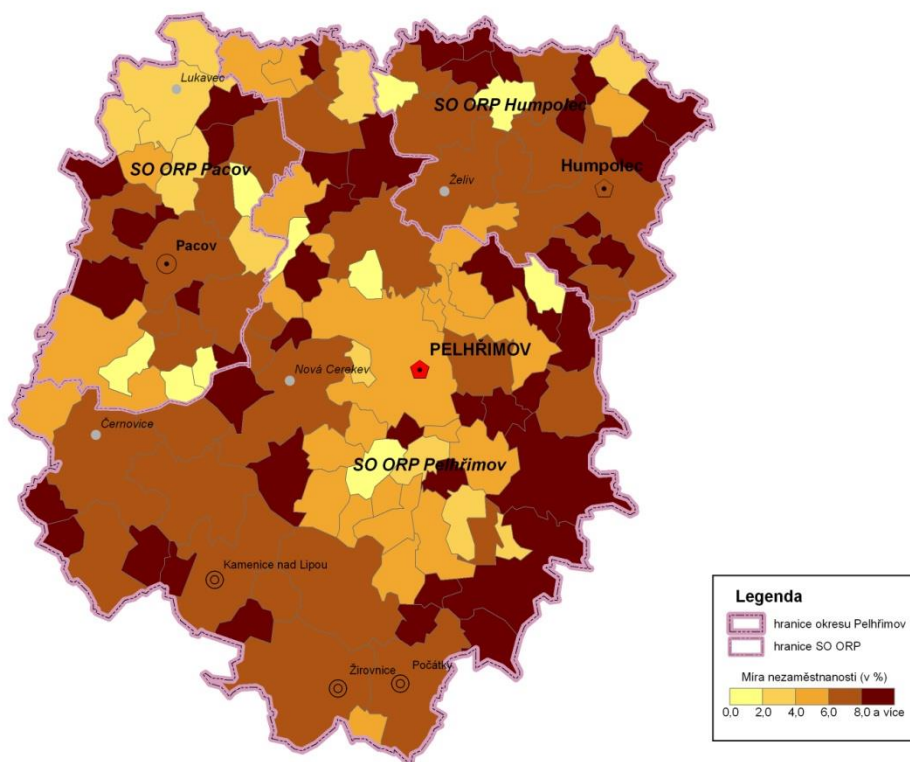 Lukavec
SO ORP Humpolec
SO ORP Pacov
Humpolec
Želiv
Pacov
PELHŘIMOV
Nová Cerekev
Černovice
SO ORP Pelhřimov
Kamenice nad Lipou
Žirovnice
Počátky
Legenda
hranice okresu Pelhřimov
hranice SO ORP
Míra nezaměstnanosti (v %)
0,0 2,0 4,0 6,0 8,0 a více